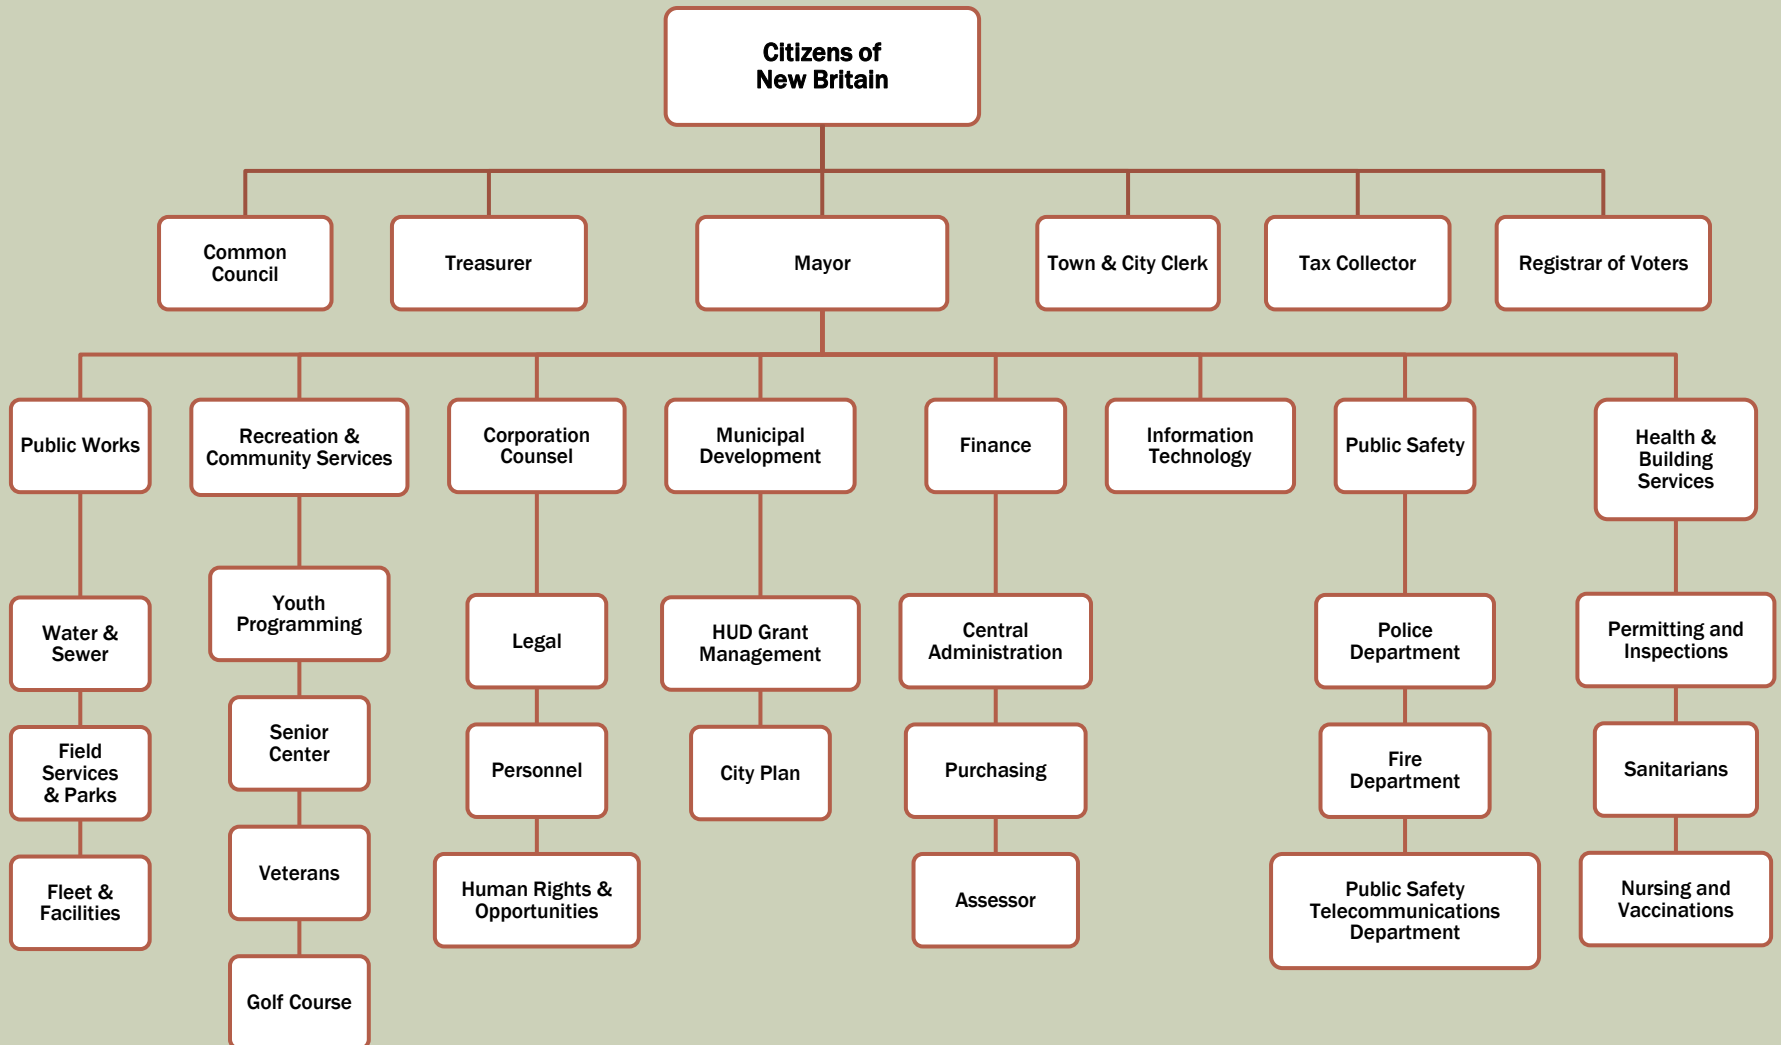 Citizens of
New Britain
Common
Council
Treasurer
Mayor
Town & City Clerk
Tax Collector
Registrar of Voters
Public Works
Recreation &
Community Services
Corporation
Counsel
Municipal
Development
Finance
Information
Technology
Public Safety
Health &
Building
Services
Water &
Sewer
Youth
Programming
Legal
HUD Grant
Management
Central
Administration
Police
Department
Permitting and
Inspections
Field
Services
& Parks
Senior
Center
Personnel
City Plan
Purchasing
Fire
Department
Sanitarians
Fleet &
Facilities
Veterans
Human Rights &
Opportunities
Assessor
Public Safety
Telecommunications
Department
Nursing and
Vaccinations
Golf Course